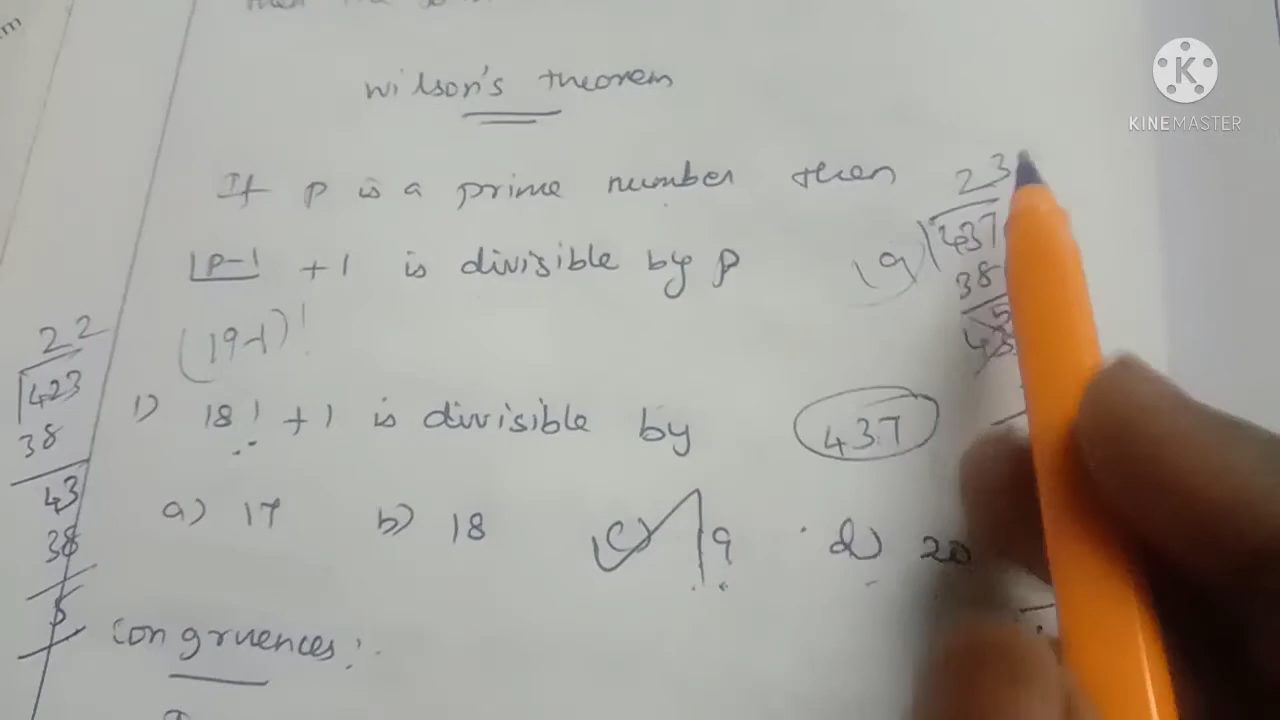 Wilson's theorem
If p is a prime number then
⌊p-1 + 1 is divisible by p
(19-1)!
1) 18! + 1 is divisible by 437
a) 17 b) 18 c) 19 d) 20
congruences:
22
423
38
43
38
5
23
19 ) 437
38
KINEMASTER